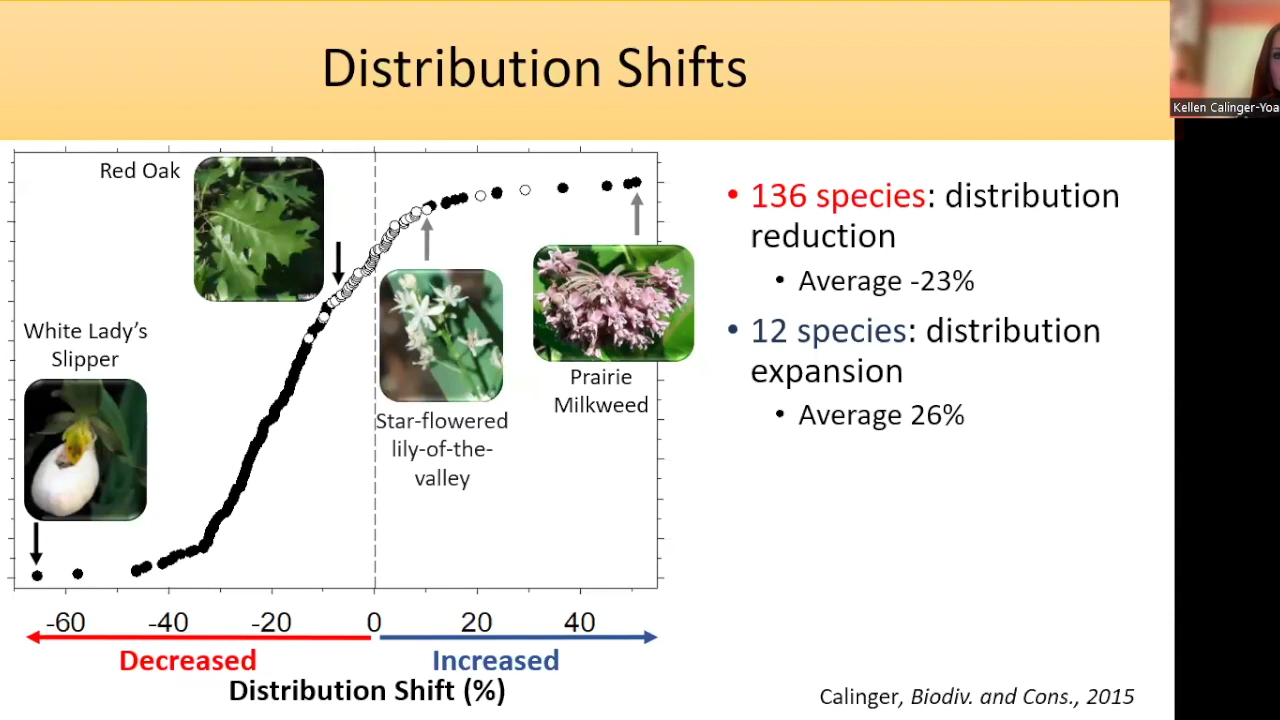 Distribution Shifts
Kellen Calinger-Yoa
Red Oak
White Lady's
Slipper
Star-flowered
lily-of-the-
valley
Prairie
Milkweed
-60 -40 -20 0 20 40
Decreased Increased
Distribution Shift (%)
• 136 species: distribution
reduction
• Average -23%
• 12 species: distribution
expansion
• Average 26%
Calinger, Biodiv. and Cons., 2015